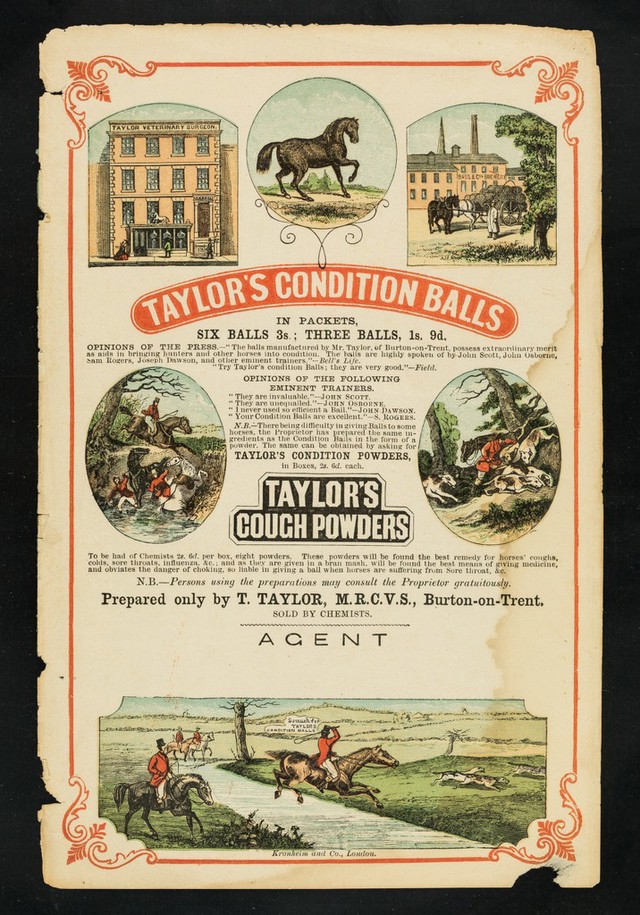 TAYLOR VETERINARY SURGEON.
BASS & Co's BREWERY
TAYLOR'S CONDITION BALLS
IN PACKETS,
SIX BALLS 3s.; THREE BALLS, 1s. 9d.
OPINIONS OF THE PRESS.—"The balls manufactured by Mr. Taylor, of Burton-on-Trent, possess extraordinary merit
as aids in bringing hunters and other horses into condition. The balls are highly spoken of by John Scott, John Osborne,
Sam Rogers, Joseph Dawson, and other eminent trainers."—Bell's Life.
"Try Taylor's condition Balls; they are very good."—Field.
OPINIONS OF THE FOLLOWING
EMINENT TRAINERS.
"They are invaluable."—JOHN SCOTT.
"They are unequalled."—JOHN OSBORNE.
"I never used so efficient a Ball."—JOHN DAWSON.
"Your Condition Balls are excellent."—S. ROGERS.
N.B.—There being difficulty in giving Balls to some
horses, the Proprietor has prepared the same in-
gredients as the Condition Balls in the form of a
powder. The same can be obtained by asking for
TAYLOR'S CONDITION POWDERS,
in Boxes, 2s. 6d. each.
TAYLOR'S
COUGH POWDERS
To be had of Chemists 2s. 6d. per box, eight powders. These powders will be found the best remedy for horses' coughs,
colds, sore throats, influenza, &c.; and as they are given in a bran mash, will be found the best means of giving medicine,
and obviates the danger of choking, so liable in giving a ball when horses are suffering from Sore throat, &c.
N.B.—Persons using the preparations may consult the Proprietor gratuitously.
Prepared only by T. TAYLOR, M.R.C.V.S., Burton-on-Trent.
SOLD BY CHEMISTS.
AGENT
So much for
TAYLORS
CONDITION BALLS
Kronheim and Co., London.